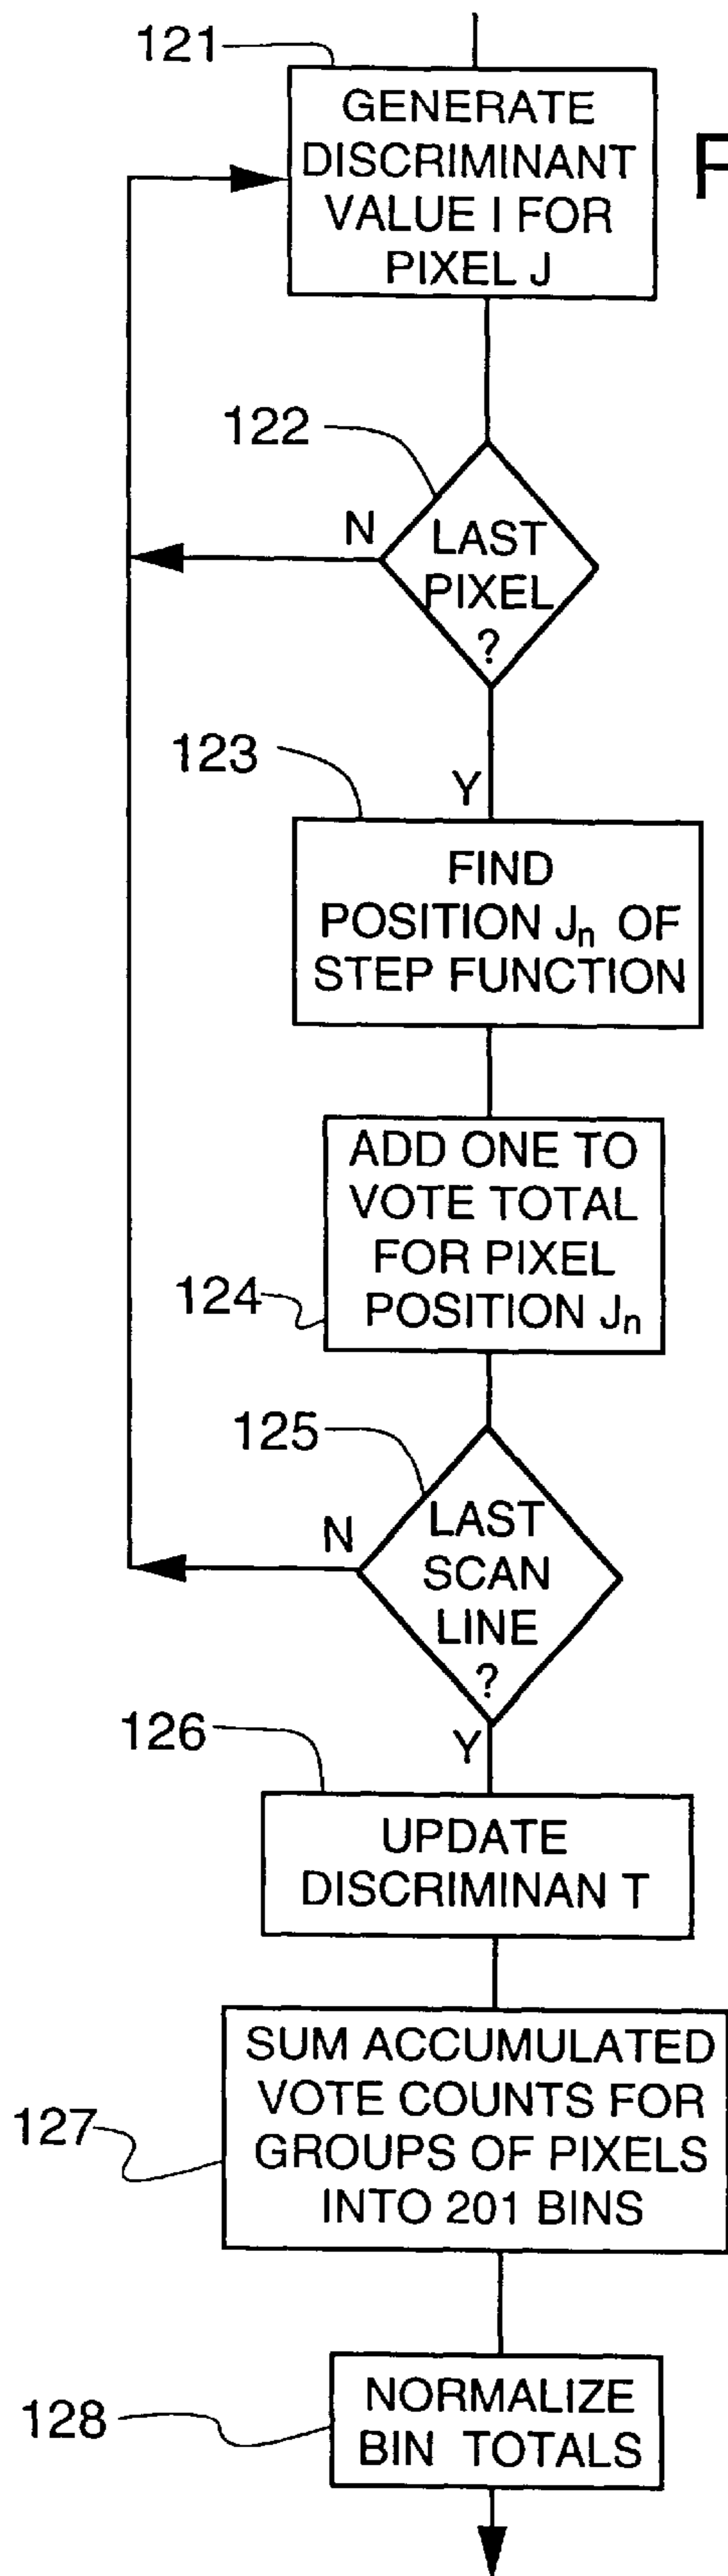 121
GENERATE
DISCRIMINANT
VALUE I FOR
PIXEL J
F
122
N
LAST
PIXEL
?
123
Y
FIND
POSITION Jn OF
STEP FUNCTION
ADD ONE TO
VOTE TOTAL
FOR PIXEL
POSITION Jn
124
125
N
LAST
SCAN
LINE
?
126
Y
UPDATE
DISCRIMINAN T
SUM ACCUMULATED
VOTE COUNTS FOR
GROUPS OF PIXELS
INTO 201 BINS
127
NORMALIZE
BIN TOTALS
128